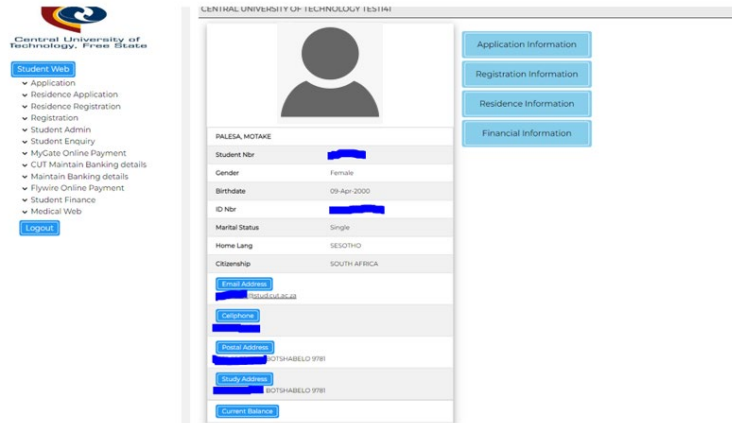 CENTRAL UNIVERSITY OF TECHNOLOGY TEST141
Central University of
Technology, Free State
Student Web
Application
Residence Application
Residence Registration
Registration
Student Admin
Student Enquiry
MyGate Online Payment
CUT Maintain Banking details
Maintain Banking details
Flywire Online Payment
Student Finance
Medical Web
Logout
PALESA, MOTAKE
Student Nbr
Gender Female
Birthdate 09-Apr-2000
ID Nbr
Marital Status Single
Home Lang SESOTHO
Citizenship SOUTH AFRICA
Email Address
@stud.cut.ac.za
Cellphone
Postal Address
BOTSHABELO 9781
Study Address
BOTSHABELO 9781
Current Balance
Application Information
Registration Information
Residence Information
Financial Information